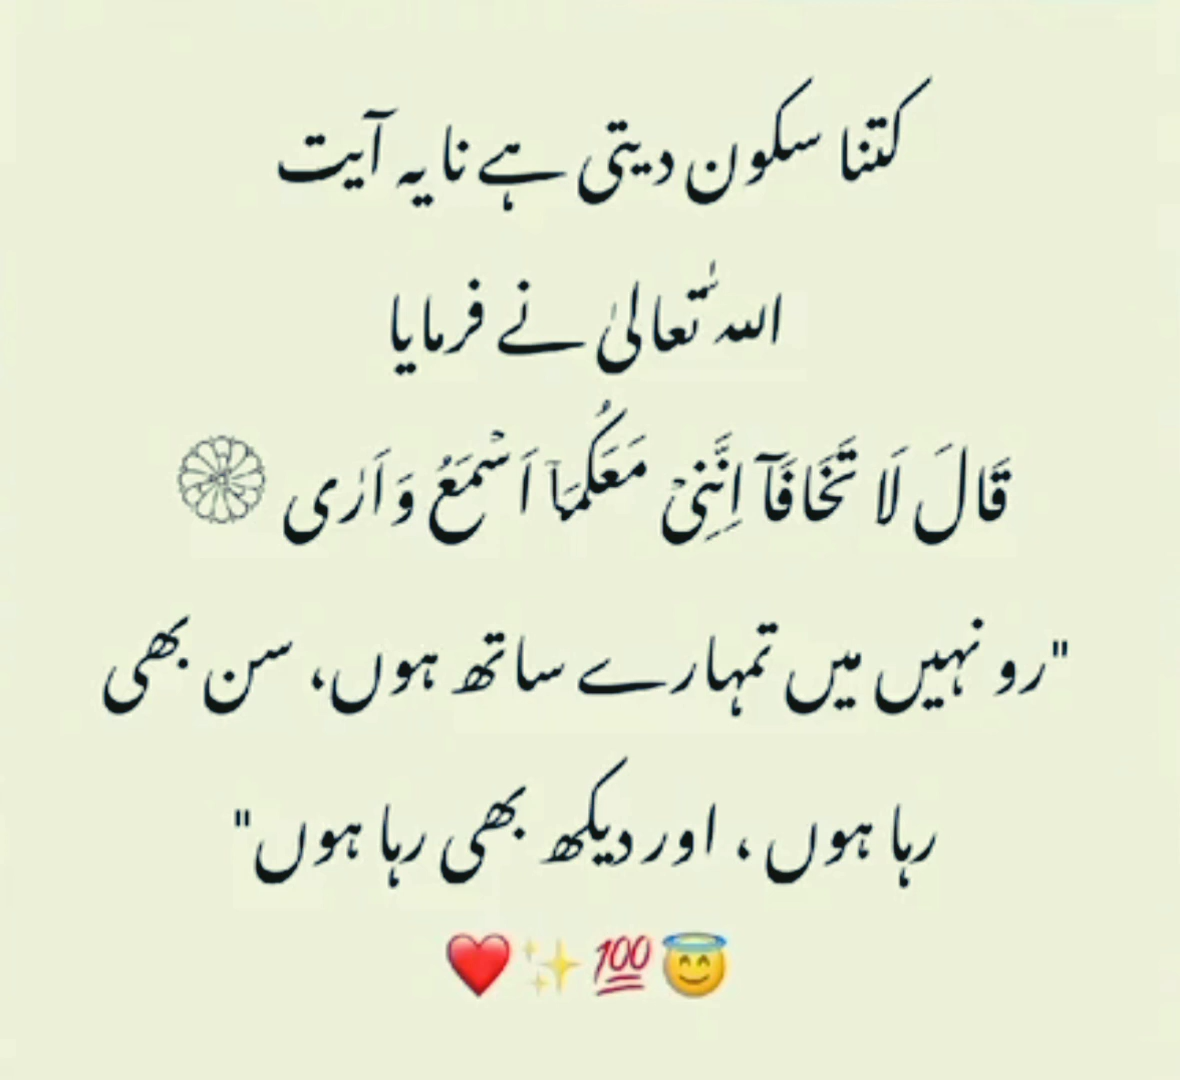 کتنا سکون دیتی ہے نا یہ آیت
اللہ تعالیٰ نے فرمایا
قَالَ لَا تَخَافَآ اِنَّنِیْ مَعَکُمَآ اَسْمَعُ وَاَرٰی
"رو نہیں میں تمہارے ساتھ ہوں، سن بھی
رہا ہوں، اور دیکھ بھی رہا ہوں"
❤️✨💯😇